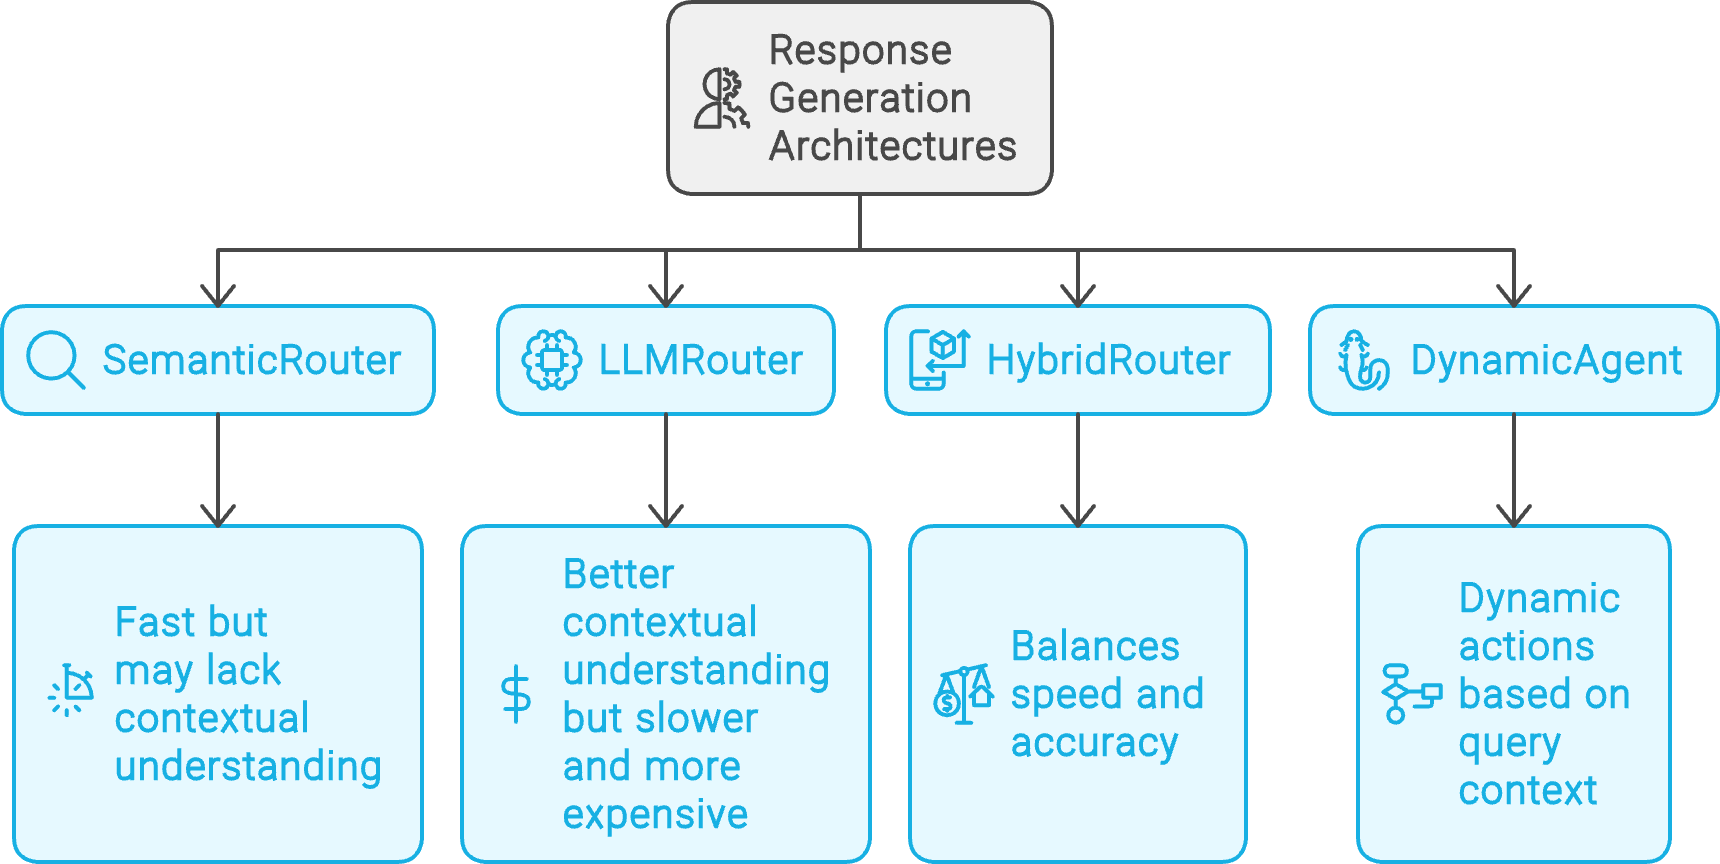 Response
Generation
Architectures
SemanticRouter
LLMRouter
HybridRouter
DynamicAgent
Fast but
may lack
contextual
understanding
Better
contextual
understanding
but slower
and more
expensive
Balances
speed and
accuracy
Dynamic
actions
based on
query
context